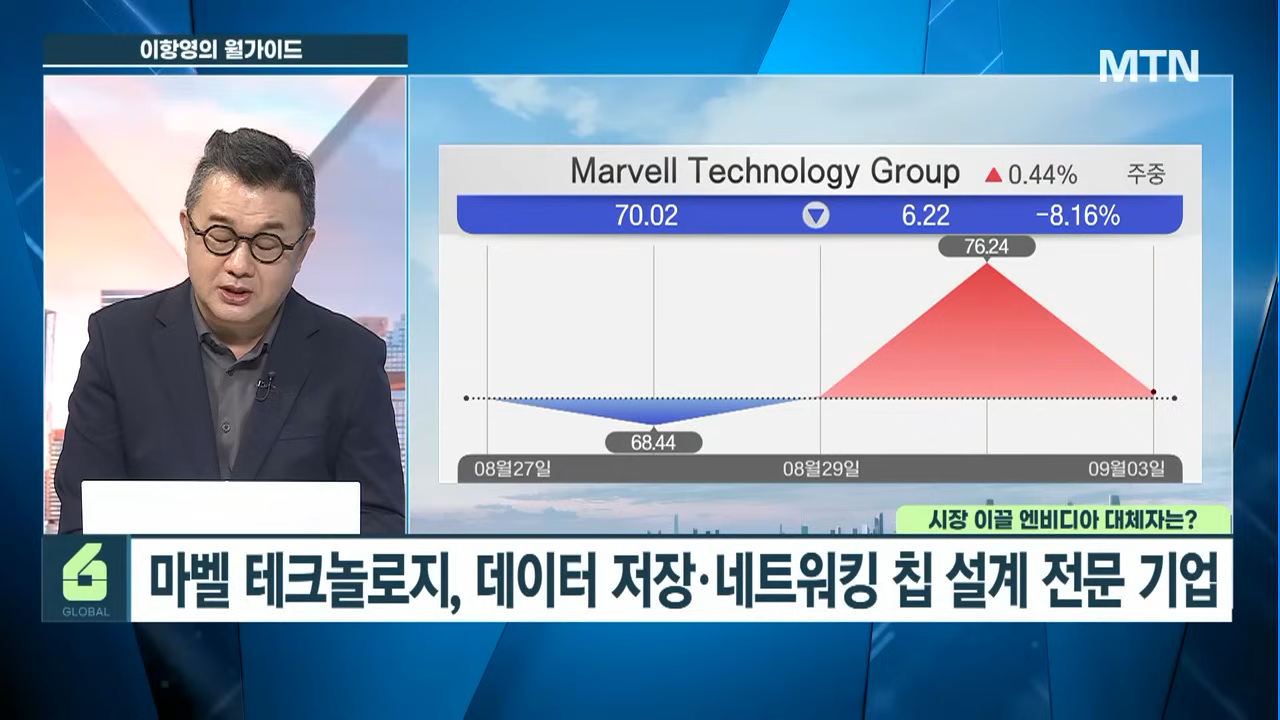 이항영의 월가이드
MTN
Marvell Technology Group ▲ 0.44% 주중
70.02 ▽ 6.22 -8.16%
76.24
68.44
08월27일 08월29일 09월03일
시장 이끌 엔비디아 대체자는?
6 GLOBAL
마벨 테크놀로지, 데이터 저장·네트워킹 칩 설계 전문 기업